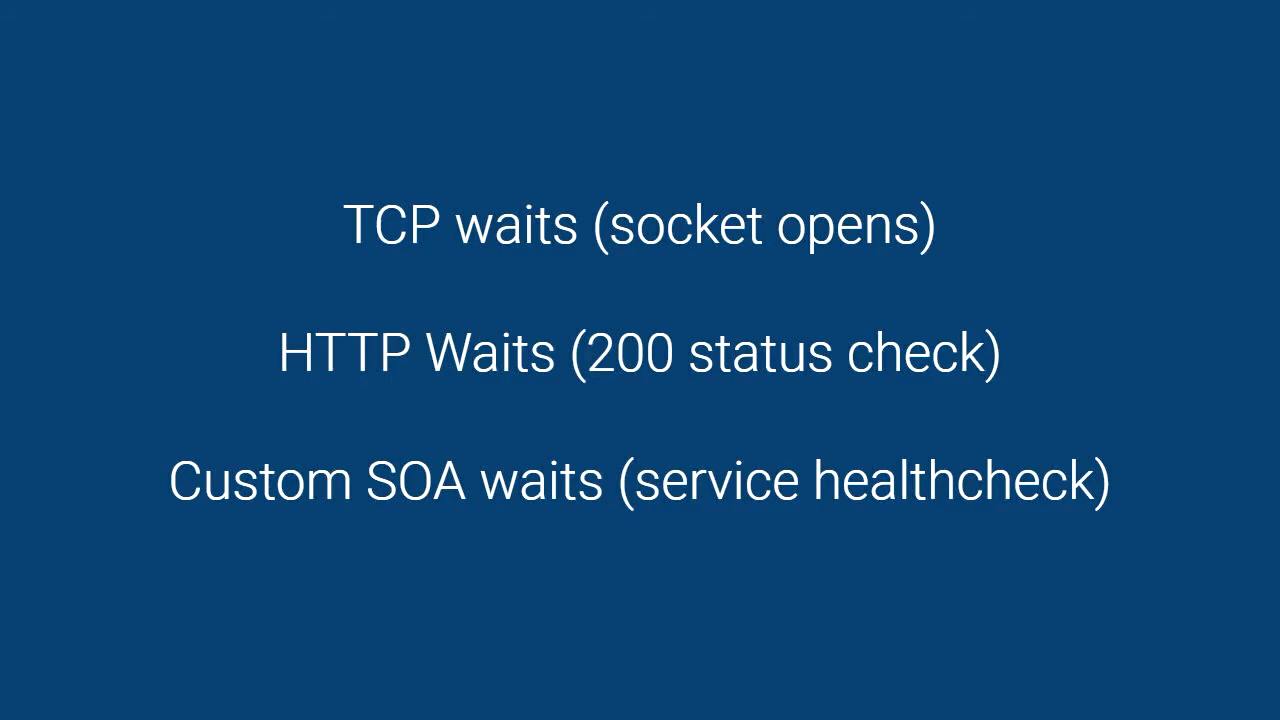 TCP waits (socket opens)
HTTP Waits (200 status check)
Custom SOA waits (service healthcheck)